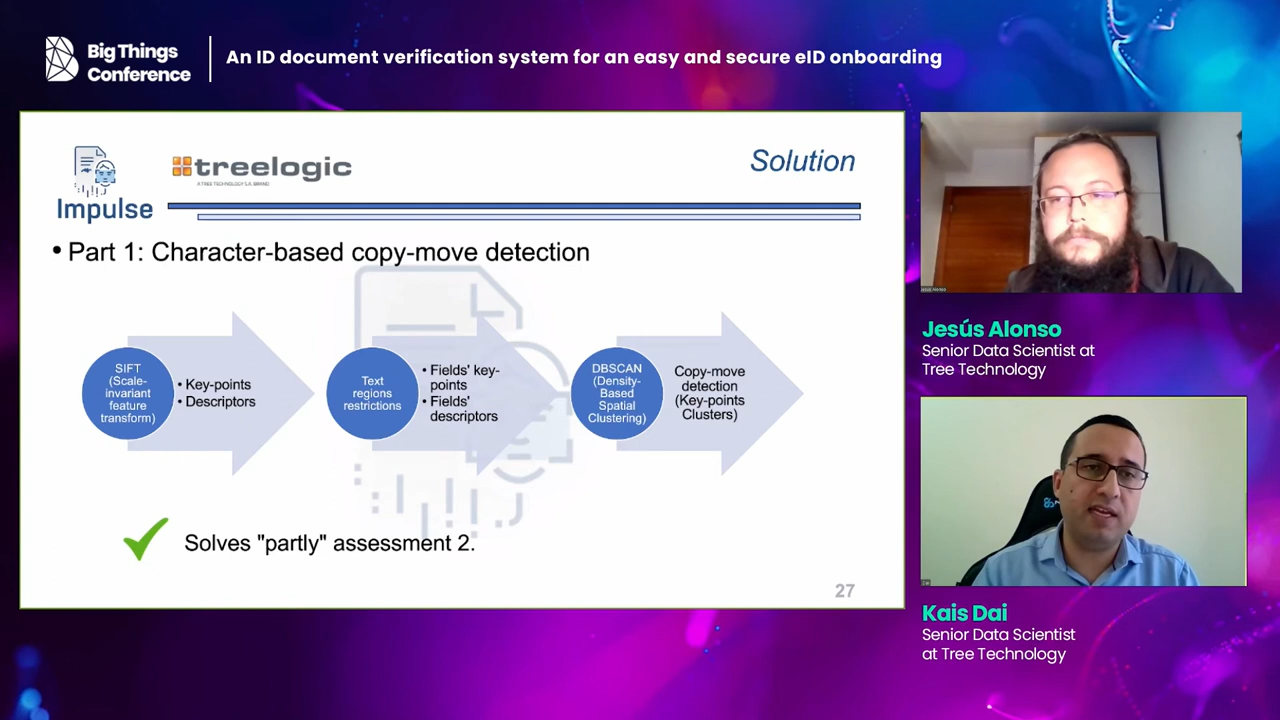 Big Things
Conference
An ID document verification system for an easy and secure eID onboarding
Impulse
treelogic
A TREE TECHNOLOGY S.A. BRAND
Solution
• Part 1: Character-based copy-move detection
SIFT
(Scale-
invariant
feature
transform)
• Key-points
• Descriptors
Text
regions
restrictions
• Fields' key-
points
• Fields'
descriptors
DBSCAN
(Density-
Based
Spatial
Clustering)
Copy-move
detection
(Key-points
Clusters)
Solves "partly" assessment 2.
27
Jesús Alonso
Senior Data Scientist at
Tree Technology
Kais Dai
Senior Data Scientist
at Tree Technology